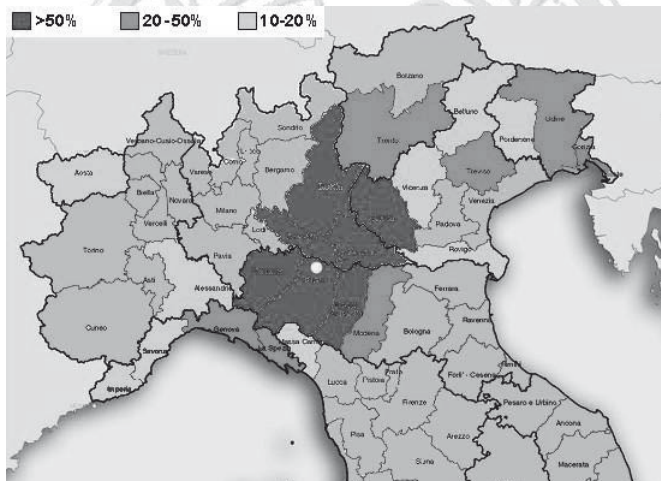 >50% 20-50% 10-20%
Bolzano
Sondrio
Trento
Belluno
Udine
Pordenone
Gorizia
Verbano-Cusio-Ossola
Aosta
Como
Varese
Bergamo
Biella
Novara
Milano
Vicenza
Treviso
Venezia
Padova
Vercelli
Lodi
Torino
Pavia
Rovigo
Asti
Alessandria
Ferrara
Cuneo
Genova
Modena
Bologna
Ravenna
Savona
La Spezia
Imperia
Lucca
Pistoia
Prato
Forli' - Cesena
Rimini
Firenze
Pesaro e Urbino
Pisa
Arezzo
Ancona
Siena
Macerata